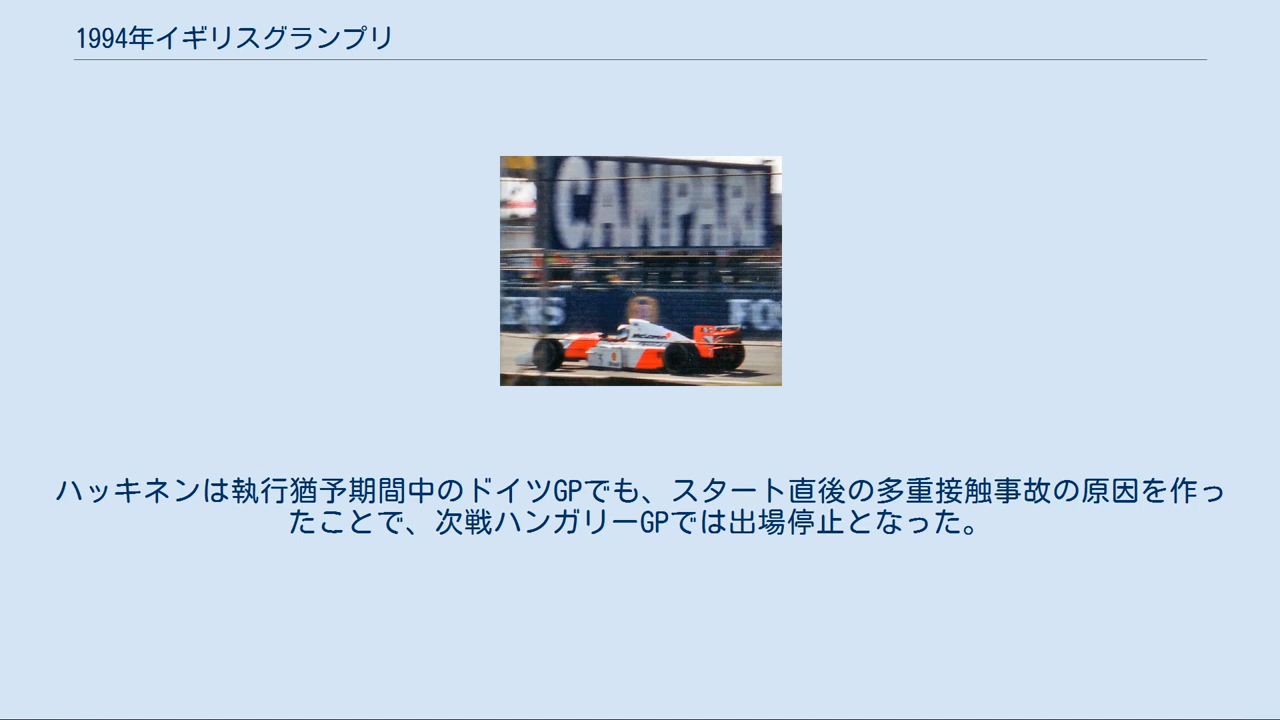 1994年イギリスグランプリ
CAMPARI
ハッキネンは執行猶予期間中のドイツGPでも、スタート直後の多重接触事故の原因を作っ
たことで、次戦ハンガリーGPでは出場停止となった。